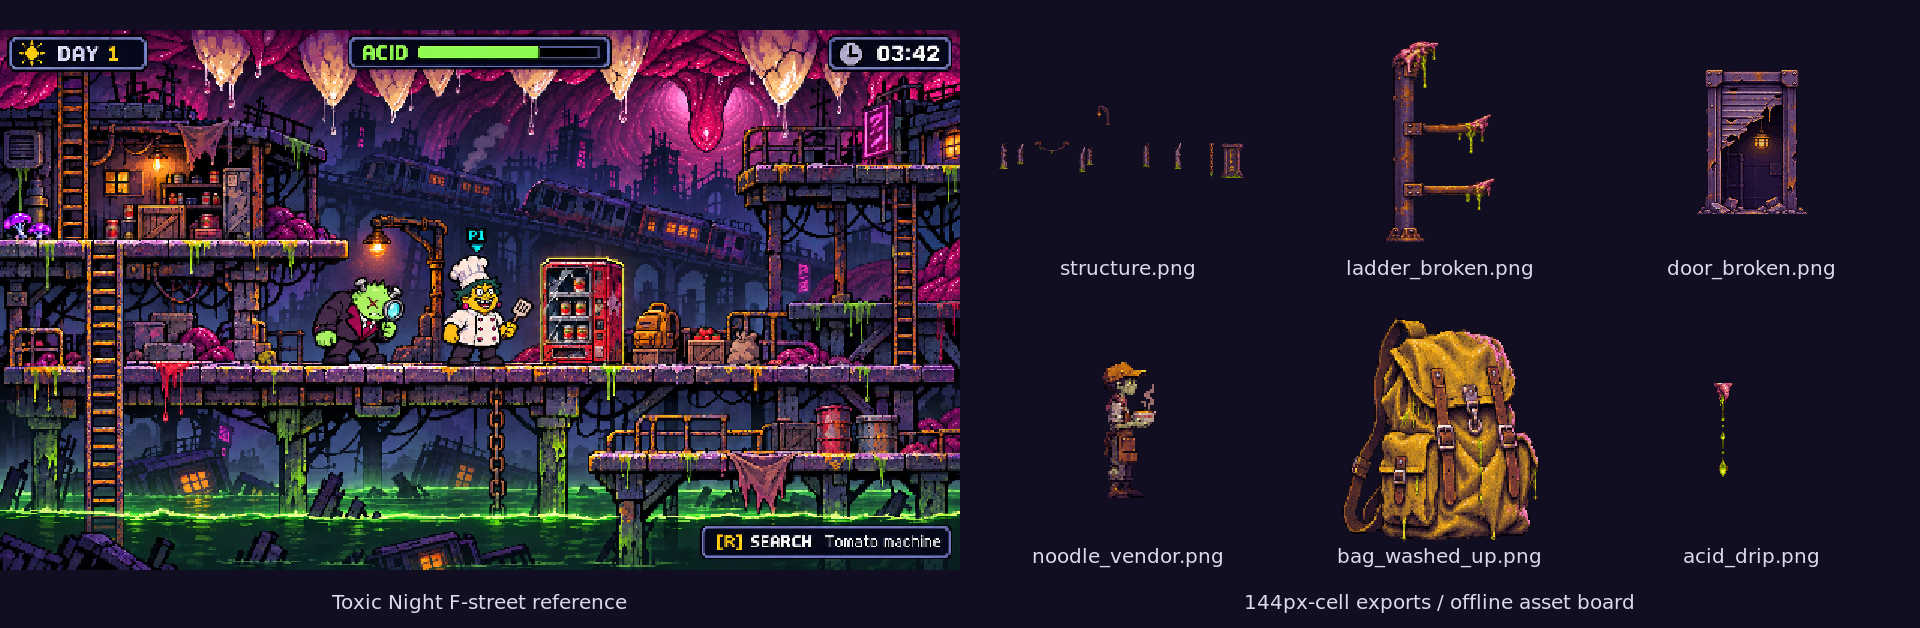 DAY 1
ACID
03:42
P1
[R] SEARCH Tomato machine
Toxic Night F-street reference
structure.png
ladder_broken.png
door_broken.png
noodle_vendor.png
bag_washed_up.png
acid_drip.png
144px-cell exports / offline asset board